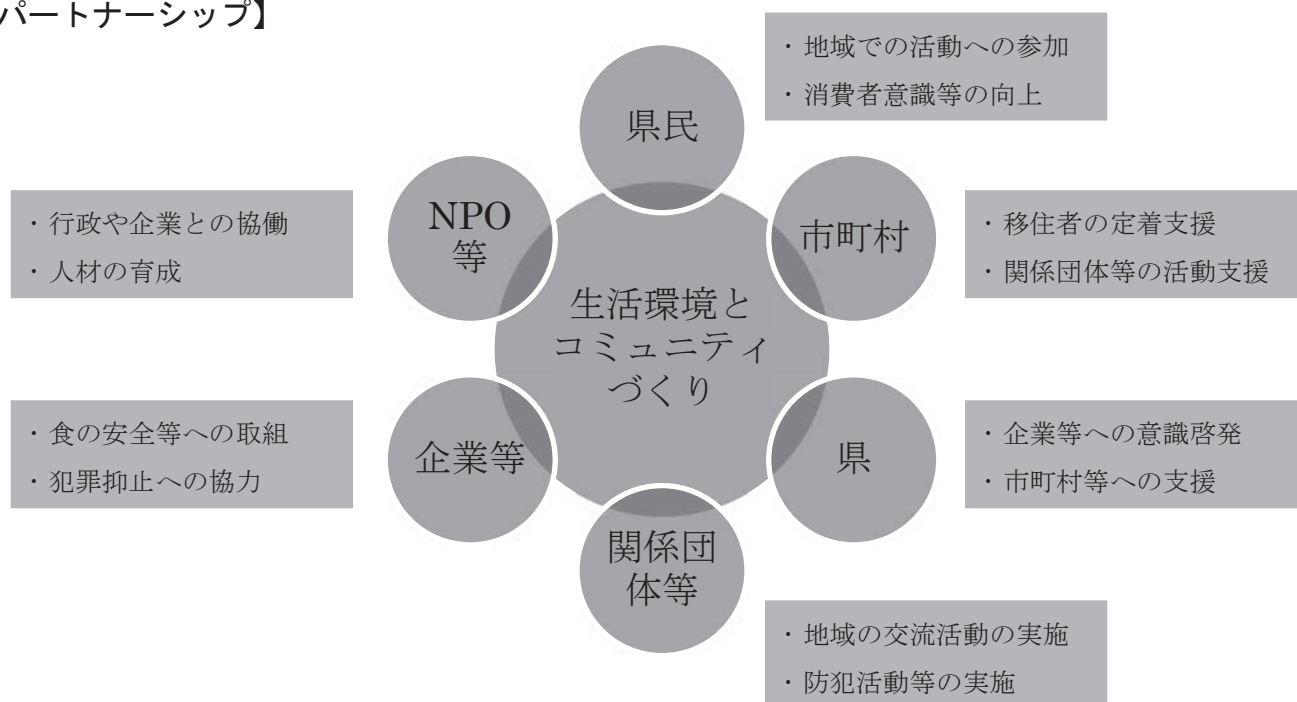 パートナーシップ】
・地域での活動への参加
・消費者意識等の向上
県民
NPO
等
・行政や企業との協働
・人材の育成
市町村
・移住者の定着支援
・関係団体等の活動支援
生活環境と
コミュニティ
づくり
企業等
・食の安全等への取組
・犯罪抑止への協力
県
・企業等への意識啓発
・市町村等への支援
関係団
体等
・地域の交流活動の実施
・防犯活動等の実施